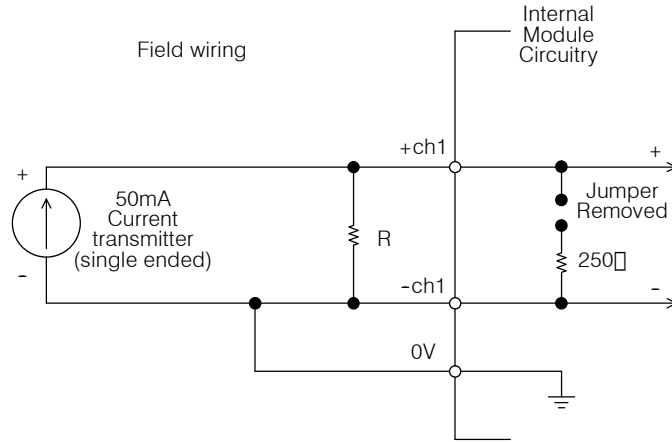 Internal
Module
Circuitry
Field wiring
+ch1
+
+
50mA
Current
transmitter
(single ended)
Jumper
Removed
R
250▯
-
-ch1
-
0V